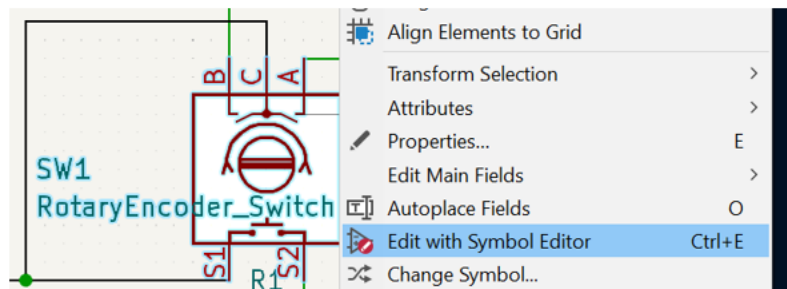 Align Elements to Grid
Transform Selection
Attributes
Properties... E
Edit Main Fields
Autoplace Fields O
Edit with Symbol Editor Ctrl+E
Change Symbol...
B C A
SW1
RotaryEncoder_Switch
S1 S2
R1